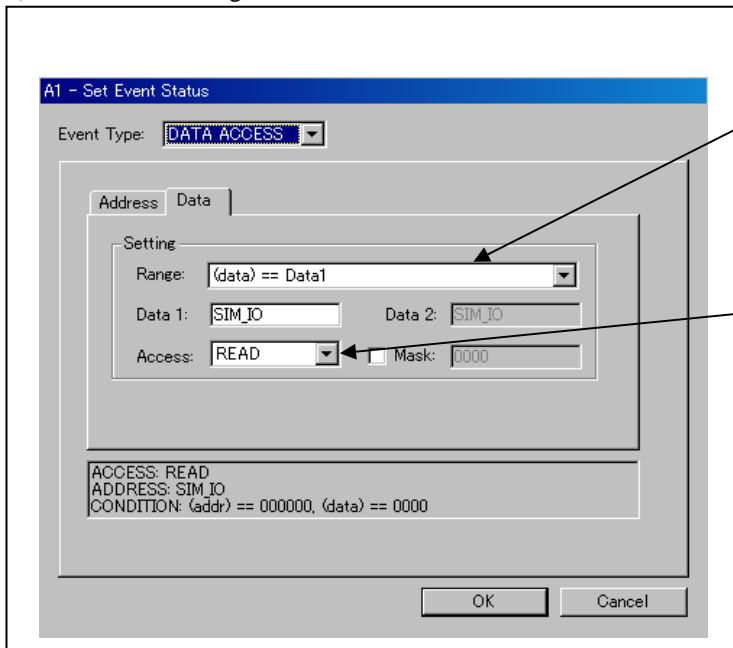 A1 - Set Event Status
Event Type: DATA ACCESS
Address Data
Setting
Range: (data) == Data1
Data 1: SIM_IO Data 2: SIM_IO
Access: READ Mask: 0000
ACCESS: READ
ADDRESS: SIM_IO
CONDITION: (addr) == 000000, (data) == 0000
OK Cancel